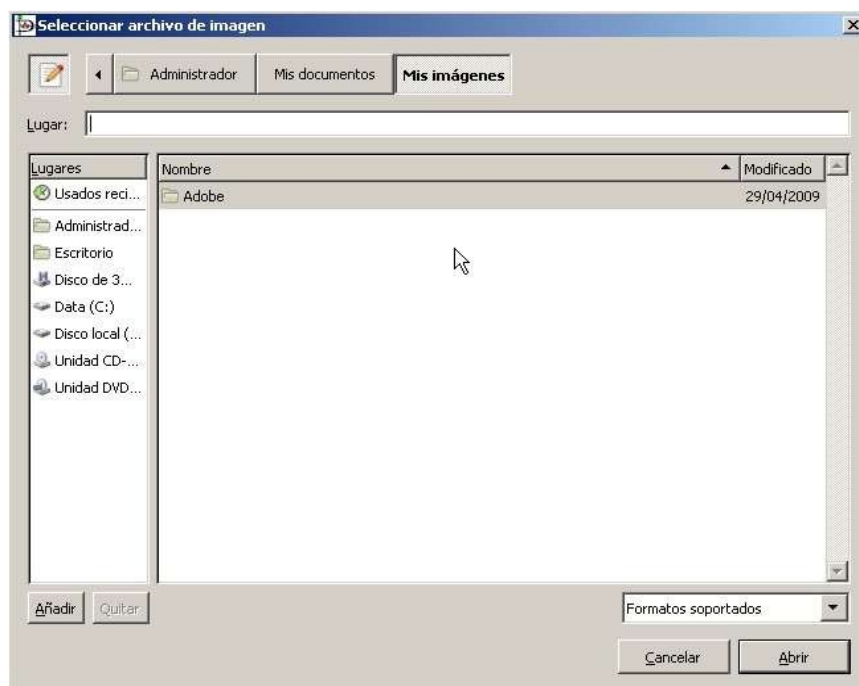 Seleccionar archivo de imagen
Administrador Mis documentos Mis imágenes
Lugar:
Lugares Nombre Modificado
Usados reci... Adobe 29/04/2009
Administrad...
Escritorio
Disco de 3...
Data (C:)
Disco local (...
Unidad CD-...
Unidad DVD...
Añadir Quitar Formatos soportados
Cancelar Abrir